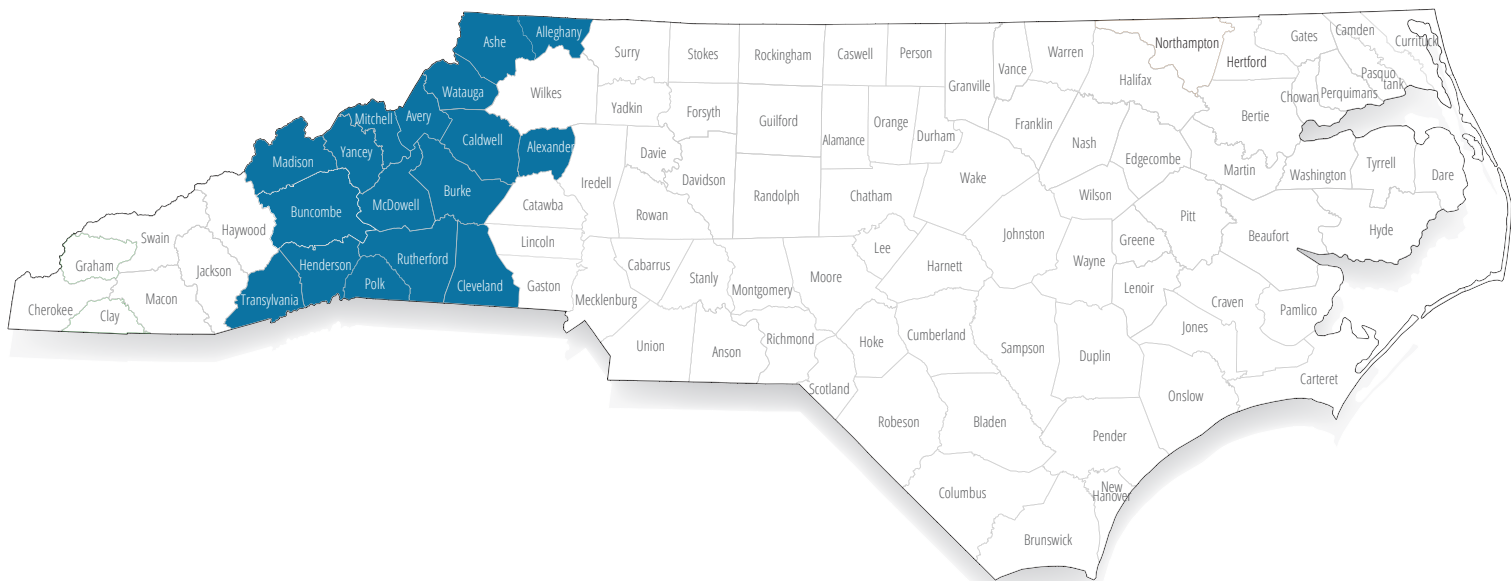 Ashe
Alleghany
Surry
Stokes
Rockingham
Caswell
Person
Granville
Vance
Warren
Northampton
Halifax
Hertford
Gates
Camden
Currituck
Pasquo
tank
Perquimans
Chowan
Bertie
Watauga
Wilkes
Yadkin
Forsyth
Guilford
Alamance
Orange
Durham
Franklin
Nash
Edgecombe
Martin
Washington
Tyrrell
Dare
Mitchell
Avery
Caldwell
Alexander
Madison
Yancey
Iredell
Davie
Davidson
Randolph
Chatham
Wake
Wilson
Pitt
Beaufort
Hyde
Buncombe
McDowell
Burke
Catawba
Rowan
Johnston
Greene
Wayne
Haywood
Swain
Graham
Jackson
Henderson
Rutherford
Lincoln
Cabarrus
Stanly
Montgomery
Moore
Lee
Harnett
Lenoir
Craven
Pamlico
Cherokee
Clay
Macon
Transylvania
Polk
Cleveland
Gaston
Mecklenburg
Union
Anson
Richmond
Scotland
Hoke
Cumberland
Sampson
Duplin
Jones
Onslow
Carteret
Robeson
Bladen
Pender
Columbus
New
Hanover
Brunswick